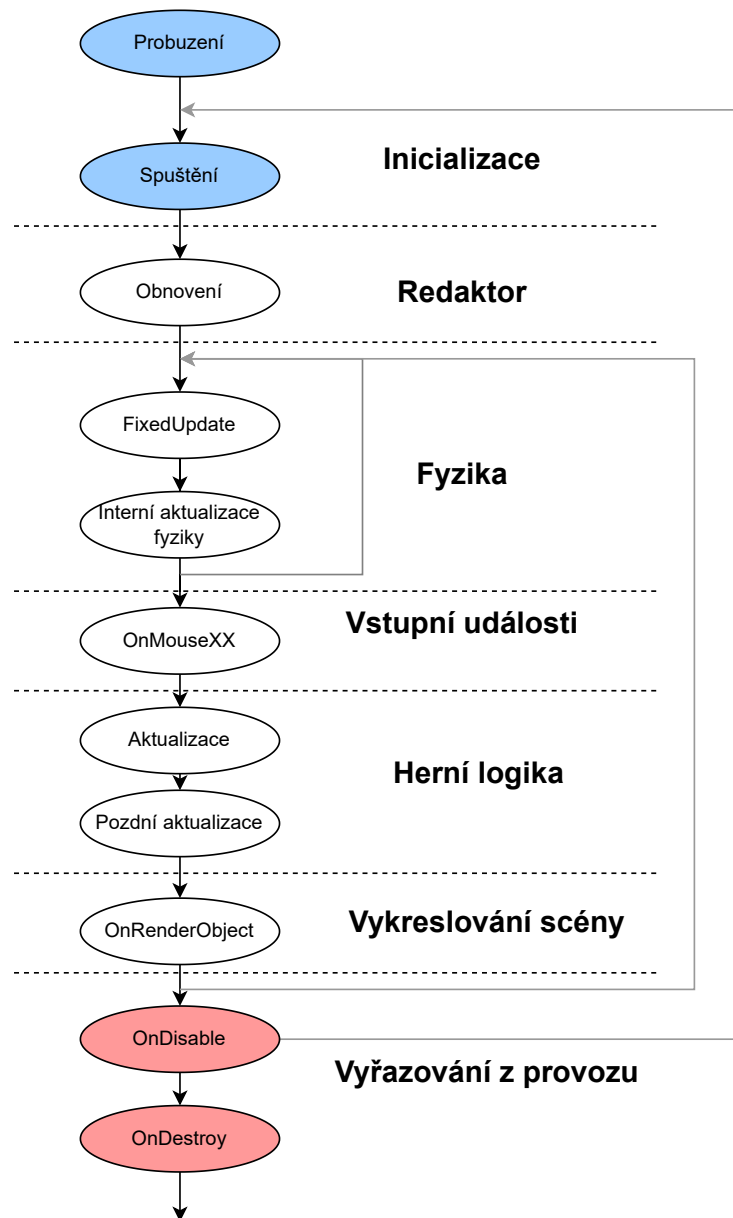 Probuzení
Inicializace
Spuštění
Obnovení
Redaktor
FixedUpdate
Fyzika
Interní aktualizace
fyziky
Vstupní události
OnMouseXX
Aktualizace
Herní logika
Pozdní aktualizace
Vykreslování scény
OnRenderObject
OnDisable
Vyřazování z provozu
OnDestroy